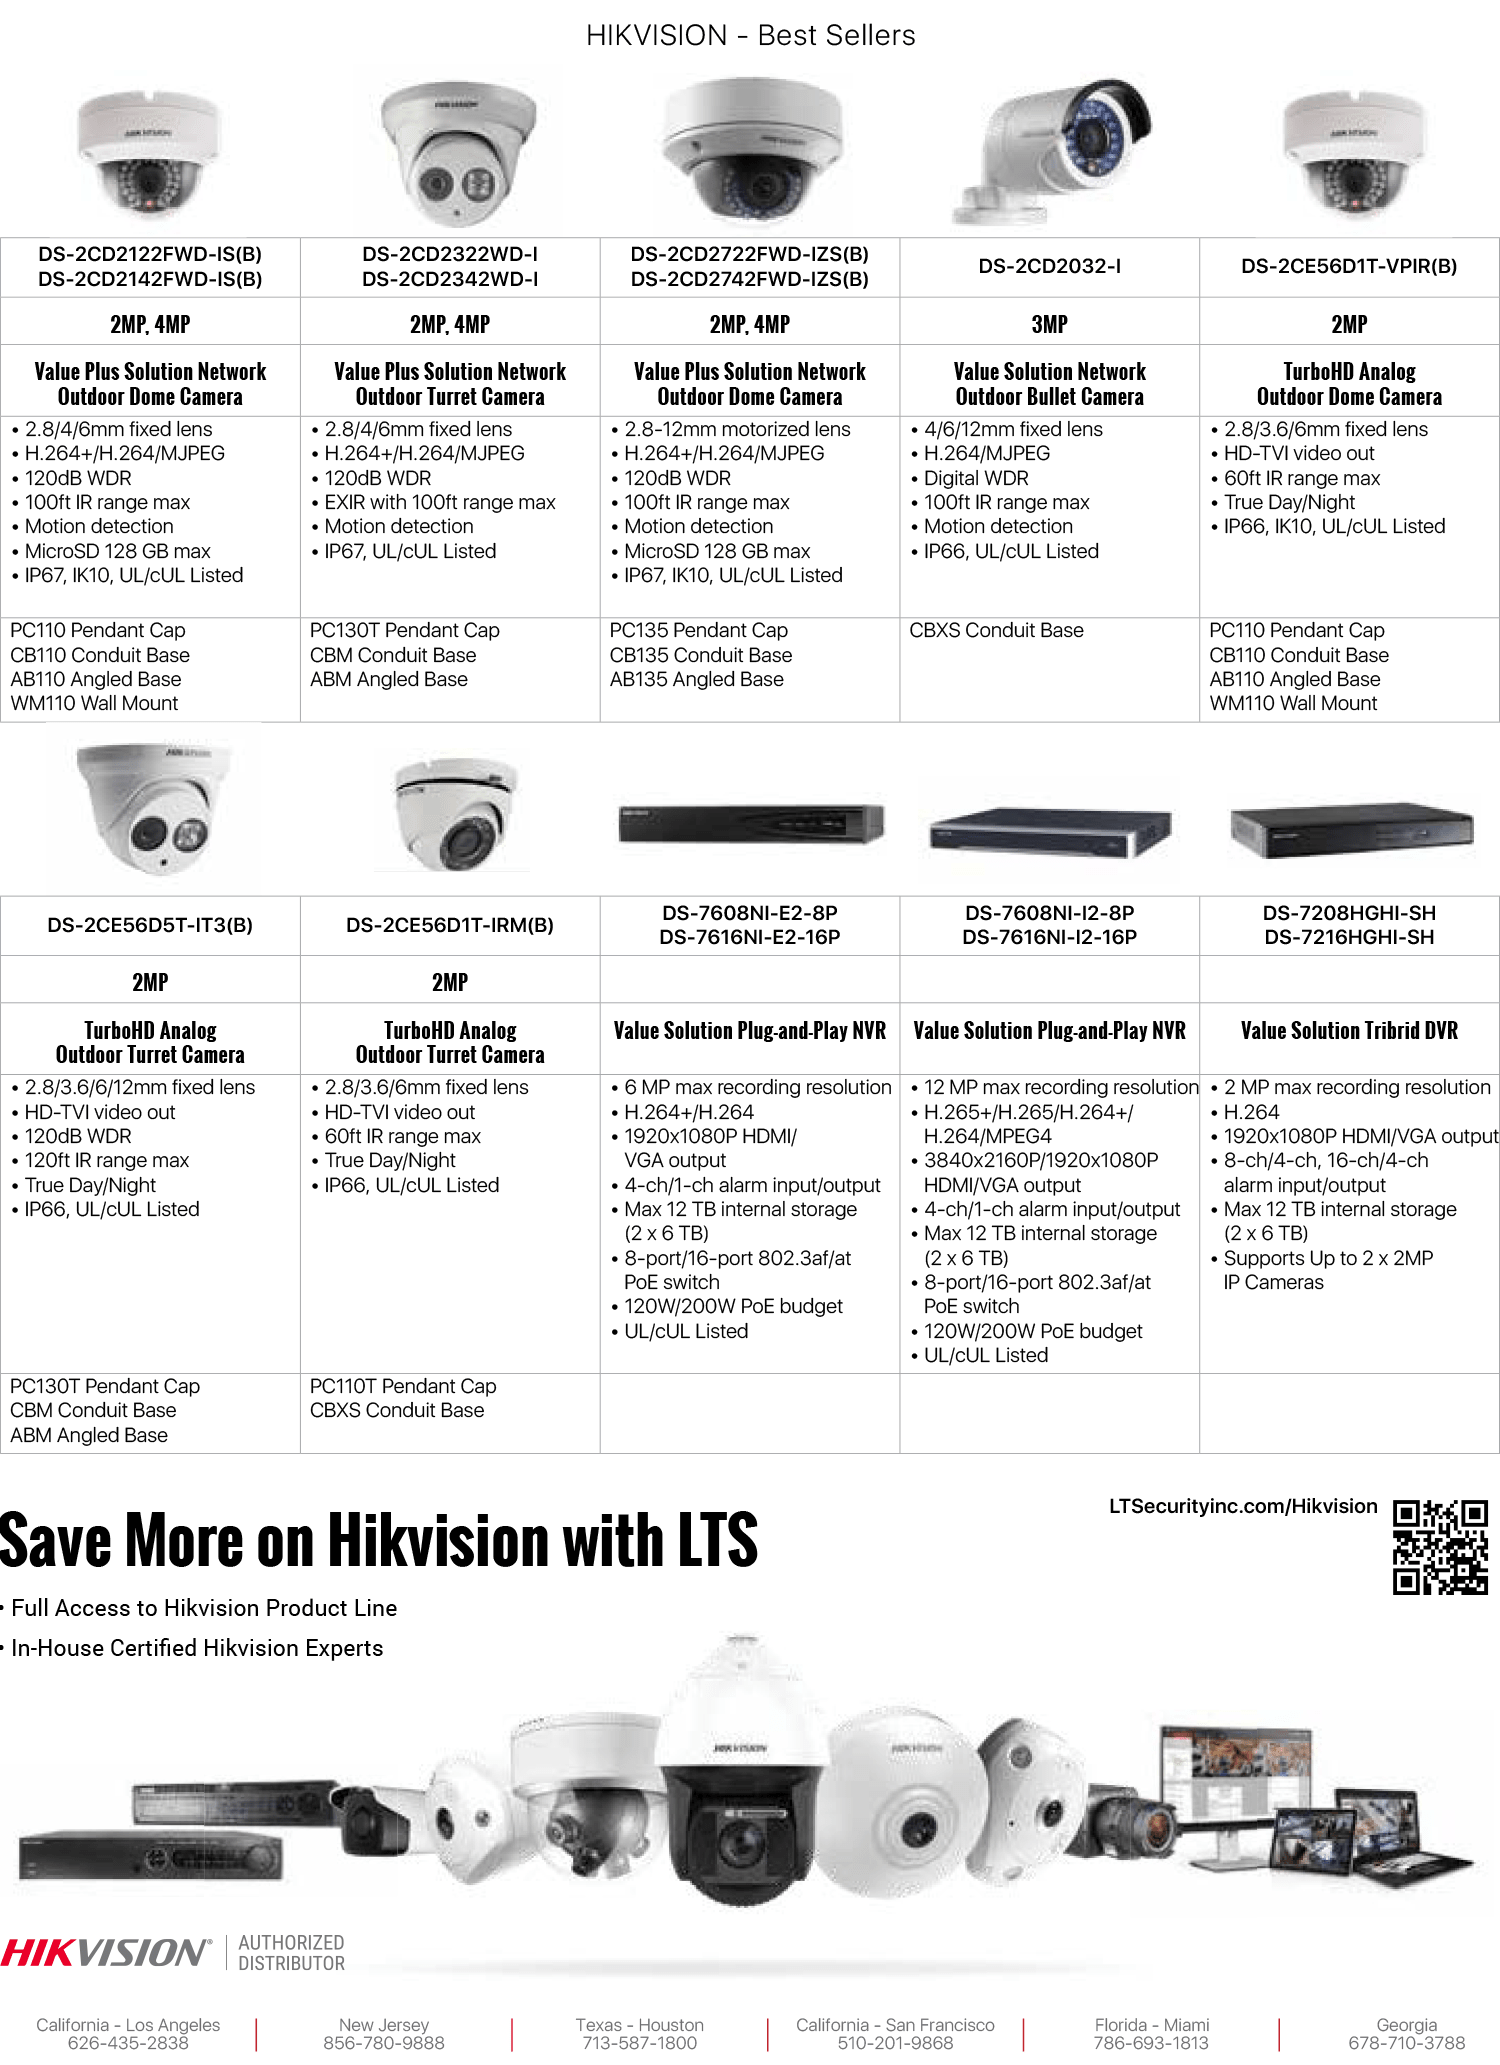 HIKVISION - Best Sellers
HIKVISION
HIKVISION
HIKVISION
HIKVISION
DS-2CD2122FWD-IS(B)
DS-2CD2142FWD-IS(B)
DS-2CD2322WD-I
DS-2CD2342WD-I
DS-2CD2722FWD-IZS(B)
DS-2CD2742FWD-IZS(B)
DS-2CD2032-I
DS-2CE56D1T-VPIR(B)
2MP, 4MP
2MP, 4MP
2MP, 4MP
3MP
2MP
Value Plus Solution Network
Outdoor Dome Camera
Value Plus Solution Network
Outdoor Turret Camera
Value Plus Solution Network
Outdoor Dome Camera
Value Solution Network
Outdoor Bullet Camera
TurboHD Analog
Outdoor Dome Camera
• 2.8/4/6mm fixed lens
• H.264+/H.264/MJPEG
• 120dB WDR
• 100ft IR range max
• Motion detection
• MicroSD 128 GB max
• IP67, IK10, UL/cUL Listed
• 2.8/4/6mm fixed lens
• H.264+/H.264/MJPEG
• 120dB WDR
• EXIR with 100ft range max
• Motion detection
• IP67, UL/cUL Listed
• 2.8-12mm motorized lens
• H.264+/H.264/MJPEG
• 120dB WDR
• 100ft IR range max
• Motion detection
• MicroSD 128 GB max
• IP67, IK10, UL/cUL Listed
• 4/6/12mm fixed lens
• H.264/MJPEG
• Digital WDR
• 100ft IR range max
• Motion detection
• IP66, UL/cUL Listed
• 2.8/3.6/6mm fixed lens
• HD-TVI video out
• 60ft IR range max
• True Day/Night
• IP66, IK10, UL/cUL Listed
PC110 Pendant Cap
CB110 Conduit Base
AB110 Angled Base
WM110 Wall Mount
PC130T Pendant Cap
CBM Conduit Base
ABM Angled Base
PC135 Pendant Cap
CB135 Conduit Base
AB135 Angled Base
CBXS Conduit Base
PC110 Pendant Cap
CB110 Conduit Base
AB110 Angled Base
WM110 Wall Mount
HIKVISION
DS-2CE56D5T-IT3(B)
DS-2CE56D1T-IRM(B)
DS-7608NI-E2-8P
DS-7616NI-E2-16P
DS-7608NI-I2-8P
DS-7616NI-I2-16P
DS-7208HGHI-SH
DS-7216HGHI-SH
2MP
2MP
TurboHD Analog
Outdoor Turret Camera
TurboHD Analog
Outdoor Turret Camera
Value Solution Plug-and-Play NVR
Value Solution Plug-and-Play NVR
Value Solution Tribrid DVR
• 2.8/3.6/6/12mm fixed lens
• HD-TVI video out
• 120dB WDR
• 120ft IR range max
• True Day/Night
• IP66, UL/cUL Listed
• 2.8/3.6/6mm fixed lens
• HD-TVI video out
• 60ft IR range max
• True Day/Night
• IP66, UL/cUL Listed
• 6 MP max recording resolution
• H.264+/H.264
• 1920x1080P HDMI/
VGA output
• 4-ch/1-ch alarm input/output
• Max 12 TB internal storage
(2 x 6 TB)
• 8-port/16-port 802.3af/at
PoE switch
• 120W/200W PoE budget
• UL/cUL Listed
• 12 MP max recording resolution
• H.265+/H.265/H.264+/
H.264/MPEG4
• 3840x2160P/1920x1080P
HDMI/VGA output
• 4-ch/1-ch alarm input/output
• Max 12 TB internal storage
(2 x 6 TB)
• 8-port/16-port 802.3af/at
PoE switch
• 120W/200W PoE budget
• UL/cUL Listed
• 2 MP max recording resolution
• H.264
• 1920x1080P HDMI/VGA output
• 8-ch/4-ch, 16-ch/4-ch
alarm input/output
• Max 12 TB internal storage
(2 x 6 TB)
• Supports Up to 2 x 2MP
IP Cameras
PC130T Pendant Cap
CBM Conduit Base
ABM Angled Base
PC110T Pendant Cap
CBXS Conduit Base
LTSecurityinc.com/Hikvision
Save More on Hikvision with LTS
• Full Access to Hikvision Product Line
• In-House Certified Hikvision Experts
HIKVISION
HIKVISION
HIKVISION®
AUTHORIZED
DISTRIBUTOR
California - Los Angeles
626-435-2838
New Jersey
856-780-9888
Texas - Houston
713-587-1800
California - San Francisco
510-201-9868
Florida - Miami
786-693-1813
Georgia
678-710-3788